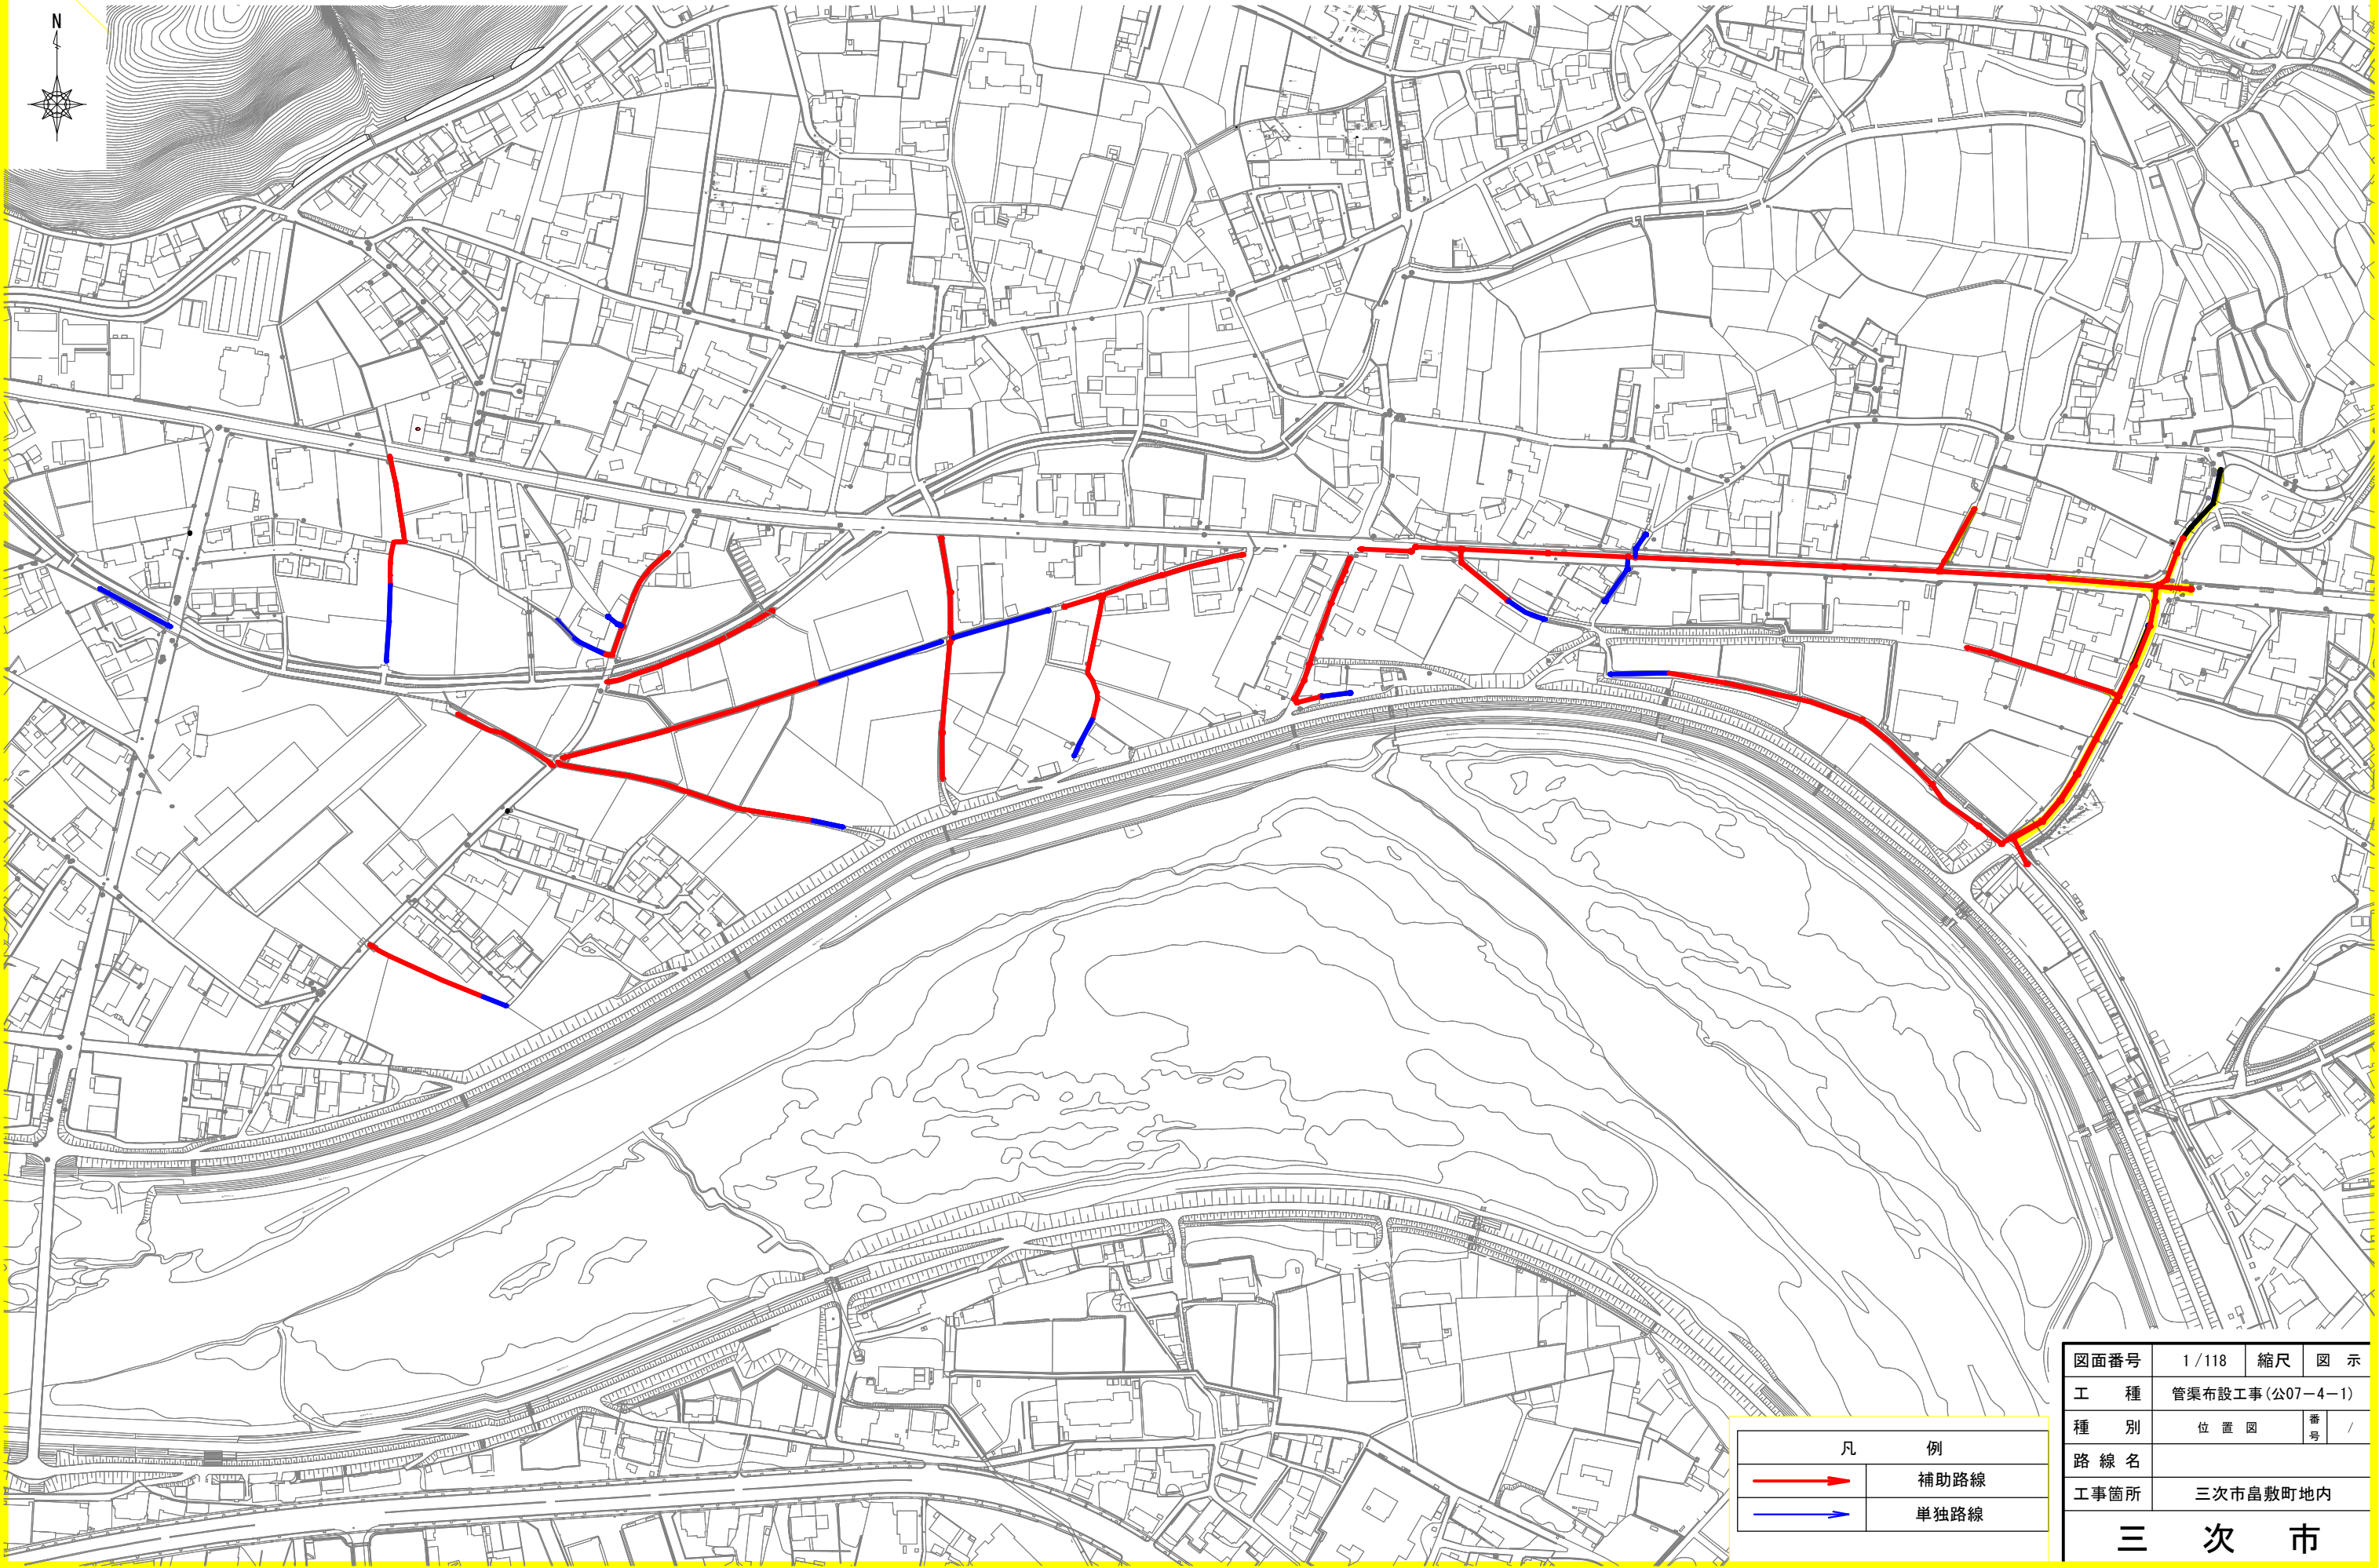 N
凡 例
補助路線
単独路線
図面番号 1/118 縮尺 図 示
工 種 管渠布設工事(公07-4-1)
種 別 位 置 図 番号 /
路 線 名
工事箇所 三次市畠敷町地内
三 次 市